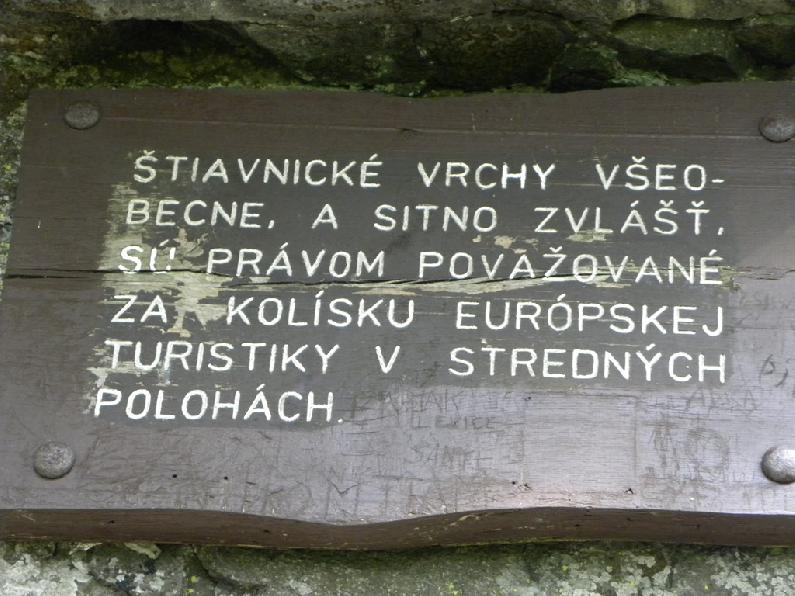 ŠTIAVNICKÉ VRCHY VŠEO-
BECNE, A SITNO ZVLÁŠŤ,
SÚ PRÁVOM POVAŽOVANÉ
ZA KOLÍSKU EURÓPSKEJ
TURISTIKY V STREDNÝCH
POLOHÁCH.